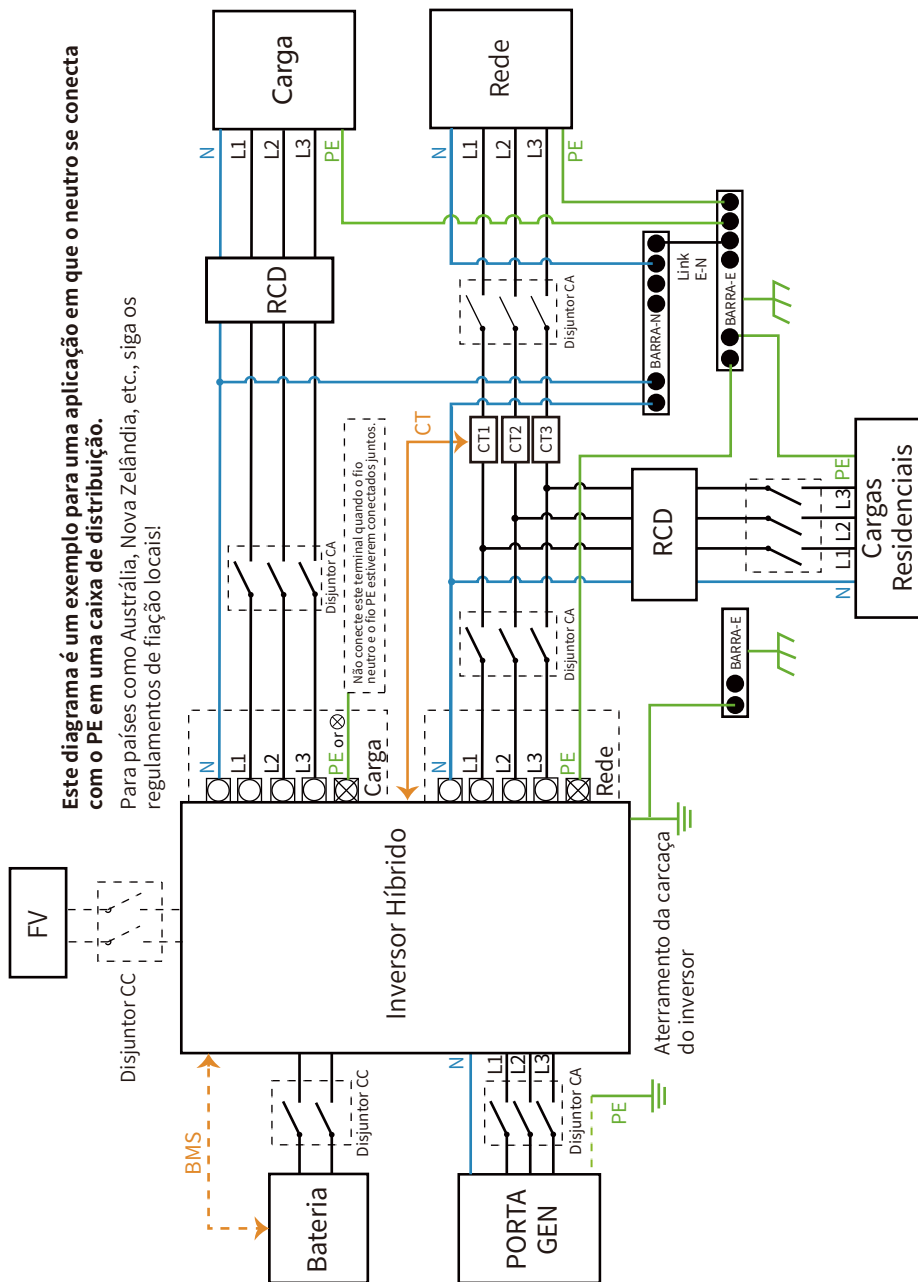 Este diagrama é um exemplo para uma aplicação em que o neutro se conecta
com o PE em uma caixa de distribuição.
Para países como Austrália, Nova Zelândia, etc., siga os
regulamentos de fiação locais!
FV
Disjuntor CC
BMS
Bateria
Disjuntor CC
PORTA
GEN
N
L1
L2
L3
Disjuntor CA
PE
Inversor Híbrido
Aterramento da carcaça
do inversor
N
L1
L2
L3
PE or
Carga
Não conecte este terminal quando o fio
neutro e o fio PE estiverem conectados juntos.
Disjuntor CA
RCD
N
L1
L2
L3
PE
Carga
CT
N
L1
L2
L3
PE
Rede
Disjuntor CA
CT1
CT2
CT3
Disjuntor CA
N
L1
L2
L3
PE
Rede
BARRA-N
Link
E-N
BARRA-E
BARRA-E
RCD
N
L1
L2
L3
PE
Cargas
Residenciais